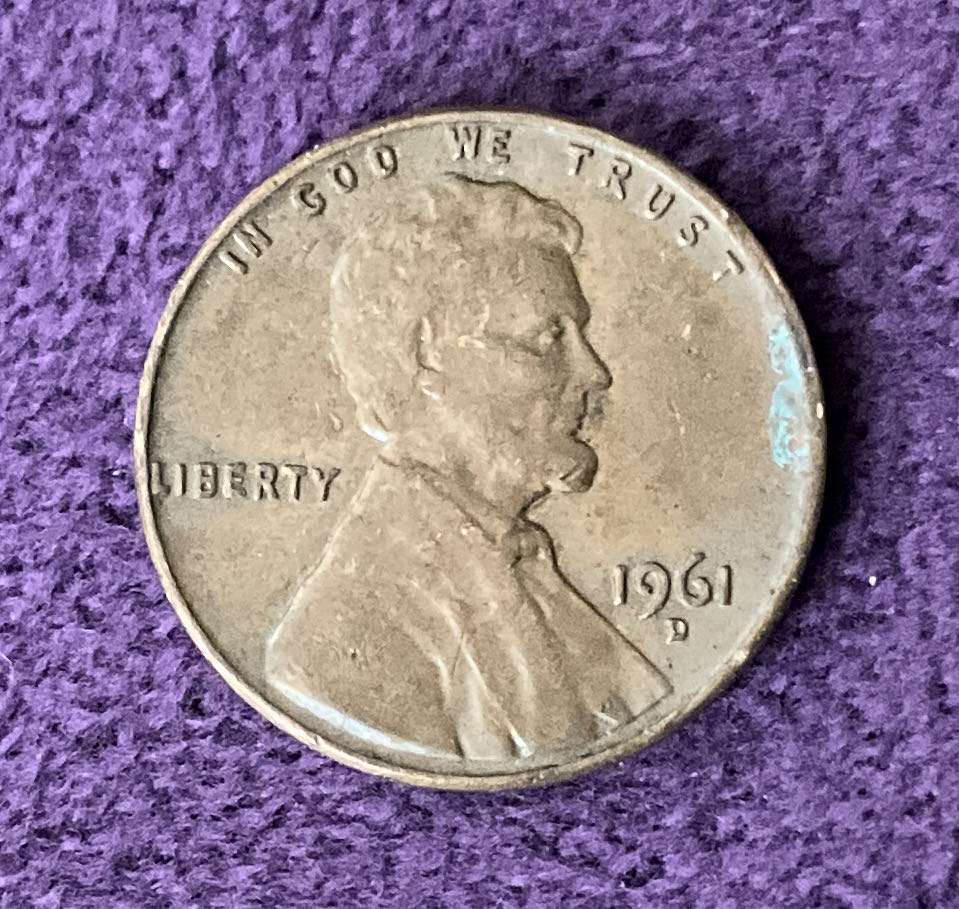 IN GOD WE TRUST
LIBERTY
1961
D